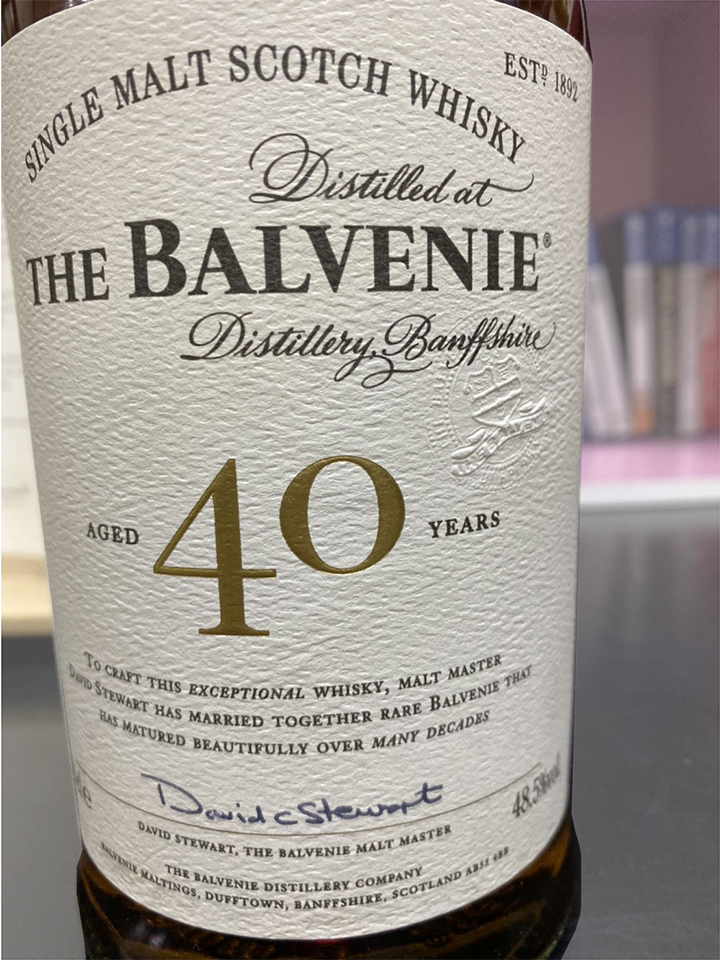 SINGLE MALT SCOTCH WHISKY
ESTD 1892
Distilled at
THE BALVENIE®
Distillery, Banffshire
AGED 40 YEARS
TO CRAFT THIS EXCEPTIONAL WHISKY, MALT MASTER
DAVID STEWART HAS MARRIED TOGETHER RARE BALVENIE THAT
HAS MATURED BEAUTIFULLY OVER MANY DECADES
David C Stewart
48.5%vol
DAVID STEWART, THE BALVENIE MALT MASTER
THE BALVENIE DISTILLERY COMPANY
BALVENIE MALTINGS, DUFFTOWN, BANFFSHIRE, SCOTLAND AB55 4BB